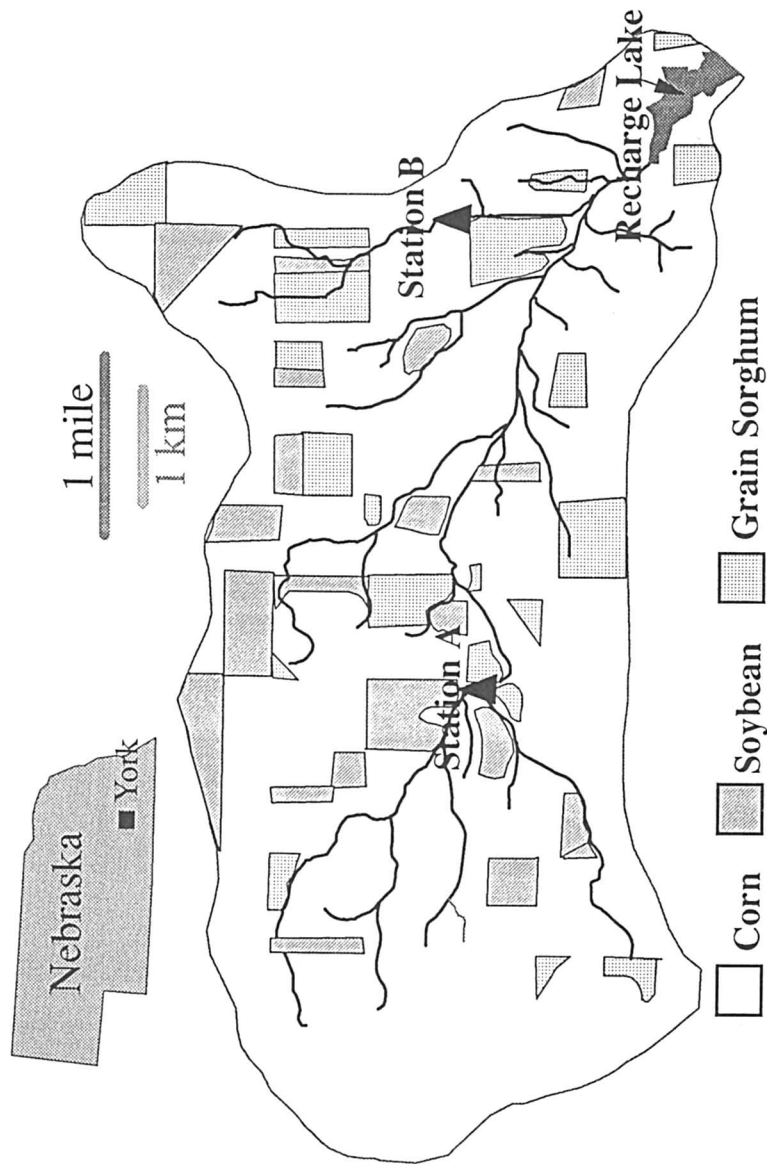 Nebraska
York
1 mile
1 km
Station A
Station B
Recharge Lake
Corn
Soybean
Grain Sorghum